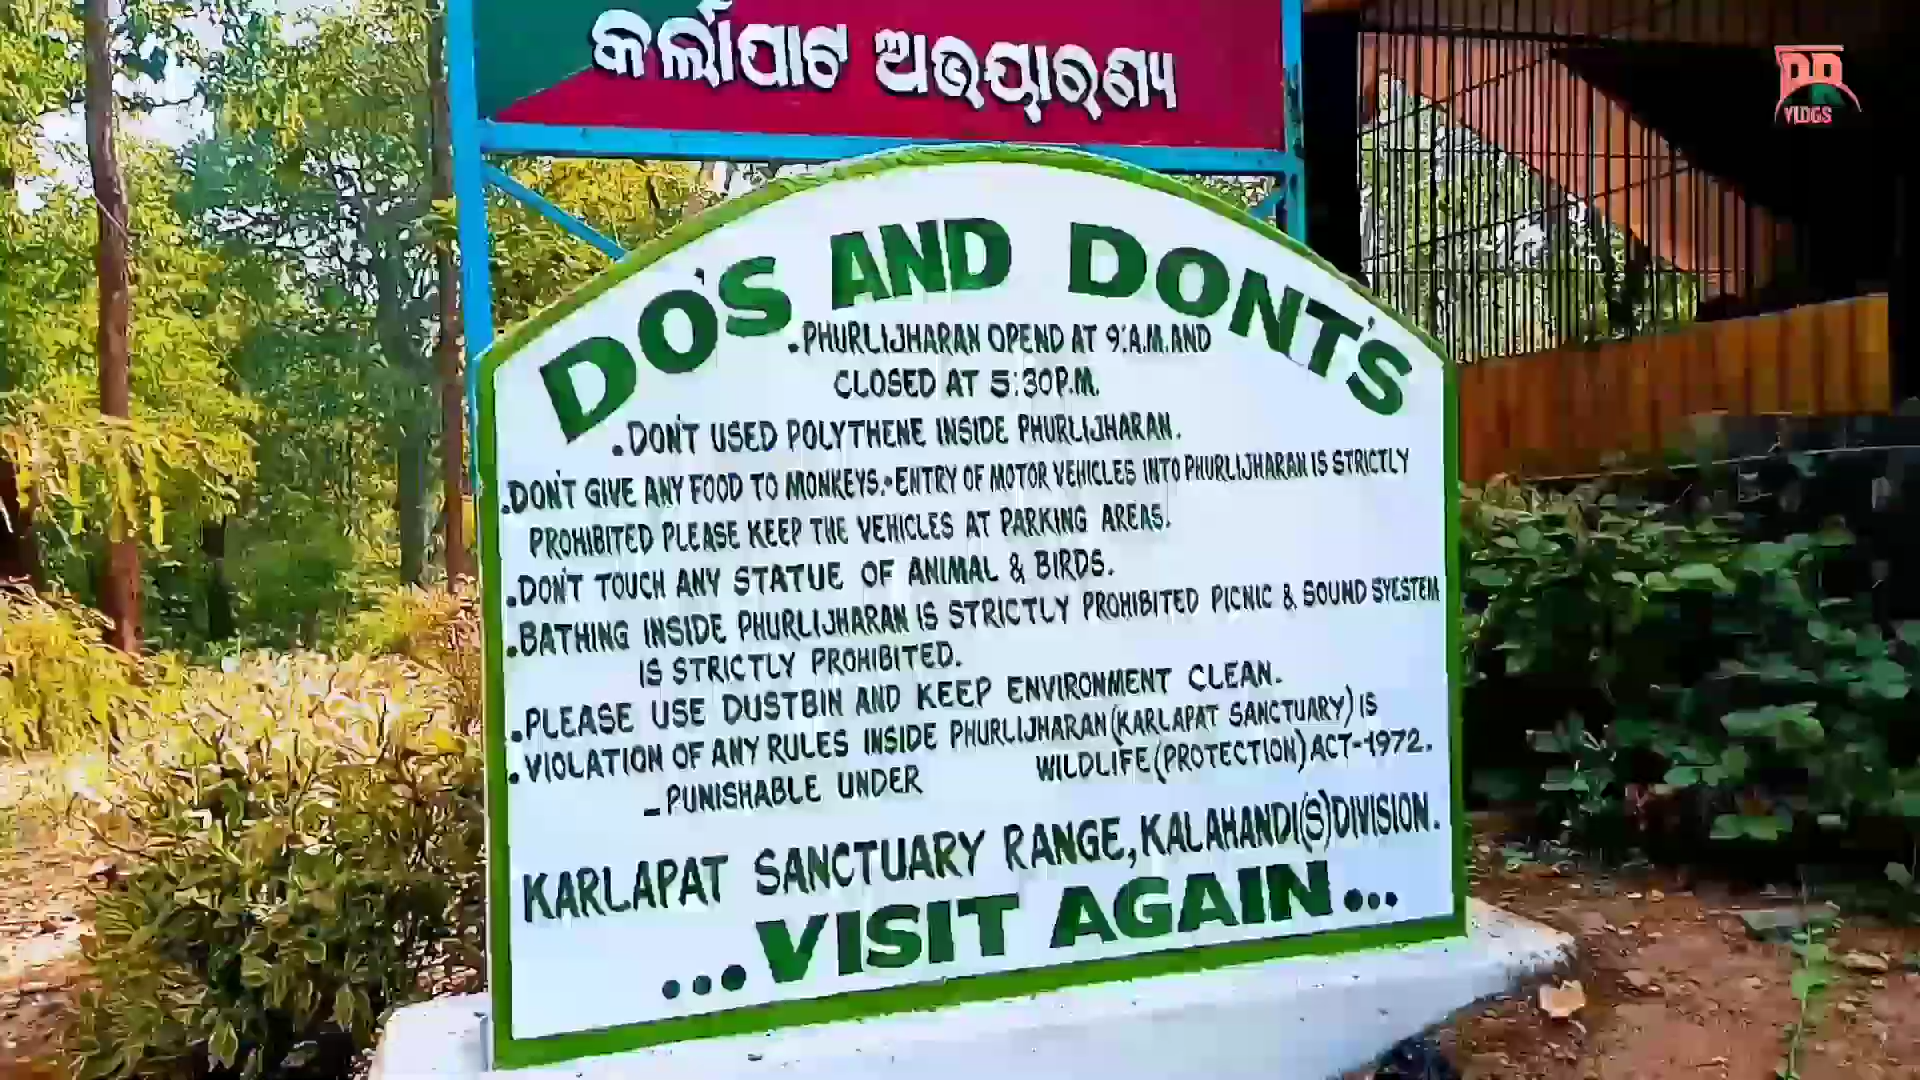 କର୍ଲାପାଟ ଅଭୟାରଣ୍ୟ
VLOGS
DO'S AND DONT'S
.PHURLIJHARAN OPEND AT 9:A.M.AND
CLOSED AT 5:30P.M.
.DON'T USED POLYTHENE INSIDE PHURLIJHARAN.
.DON'T GIVE ANY FOOD TO MONKEYS.•ENTRY OF MOTOR VEHICLES INTO PHURLIJHARAN IS STRICTLY
PROHIBITED PLEASE KEEP THE VEHICLES AT PARKING AREAS.
.DON'T TOUCH ANY STATUE OF ANIMAL & BIRDS.
.BATHING INSIDE PHURLIJHARAN IS STRICTLY PROHIBITED PICNIC & SOUND SYESTEM
IS STRICTLY PROHIBITED.
.PLEASE USE DUSTBIN AND KEEP ENVIRONMENT CLEAN.
.VIOLATION OF ANY RULES INSIDE PHURLIJHARAN(KARLAPAT SANCTUARY) IS
_PUNISHABLE UNDER WILDLIFE(PROTECTION)ACT-1972.
KARLAPAT SANCTUARY RANGE,KALAHANDI(S)DIVISION.
...VISIT AGAIN...